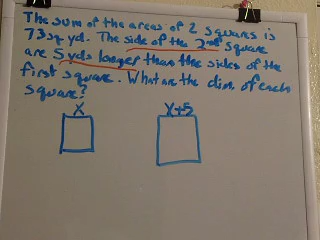 The sum of the areas of 2 squares is
73 sq yd. The side of the 2nd square
are 5 yds longer than the sides of the
first square. What are the dim. of each
square?
x x+5